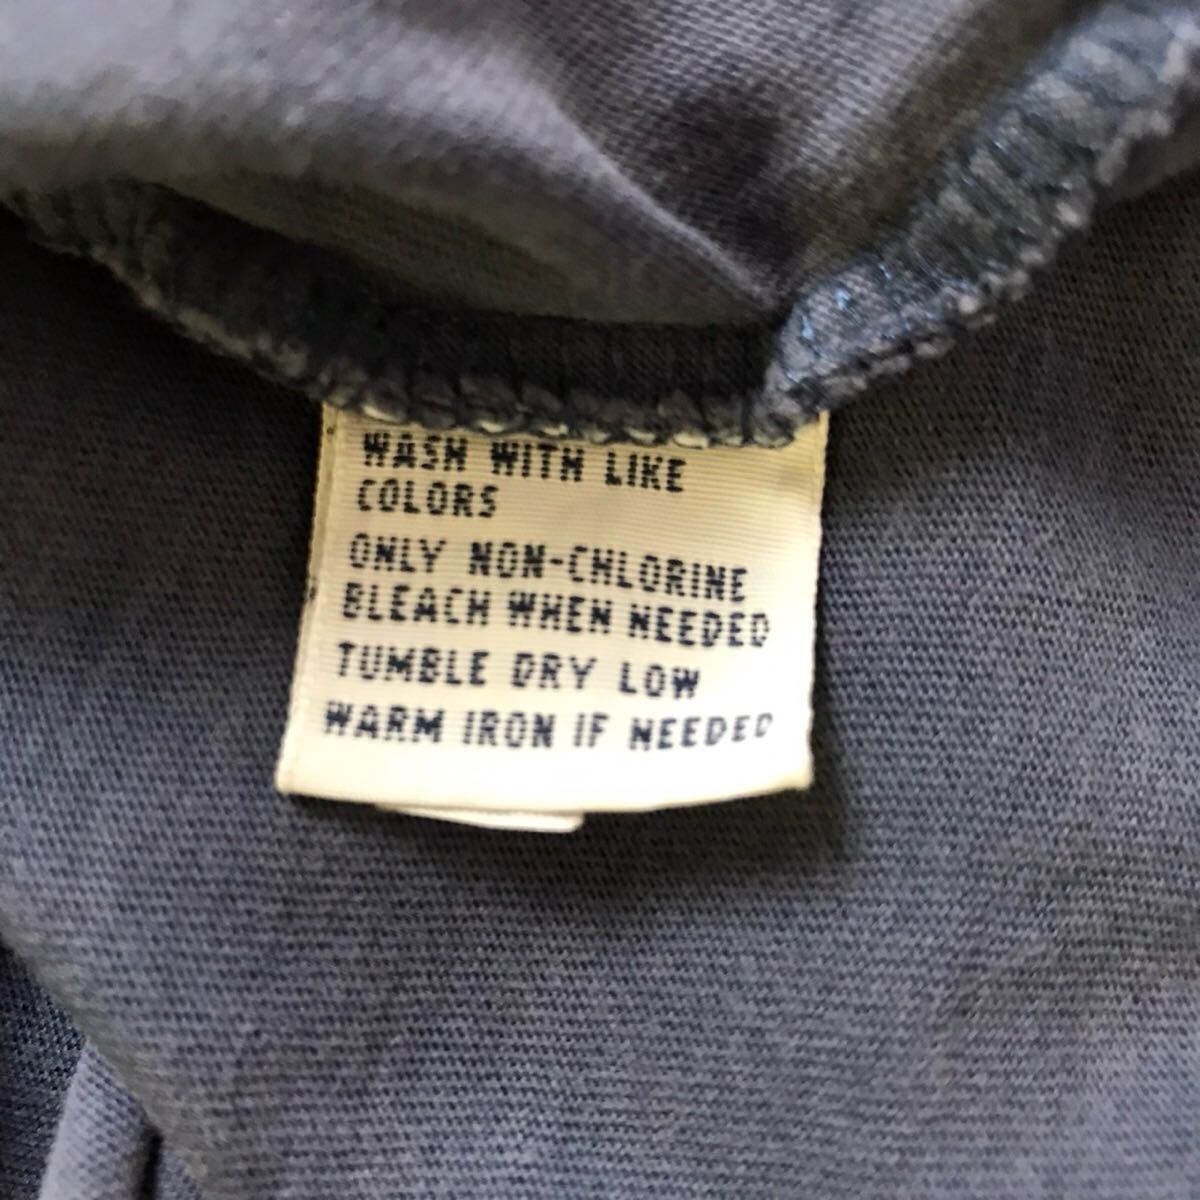 WASH WITH LIKE
COLORS
ONLY NON-CHLORINE
BLEACH WHEN NEEDED
TUMBLE DRY LOW
WARM IRON IF NEEDED